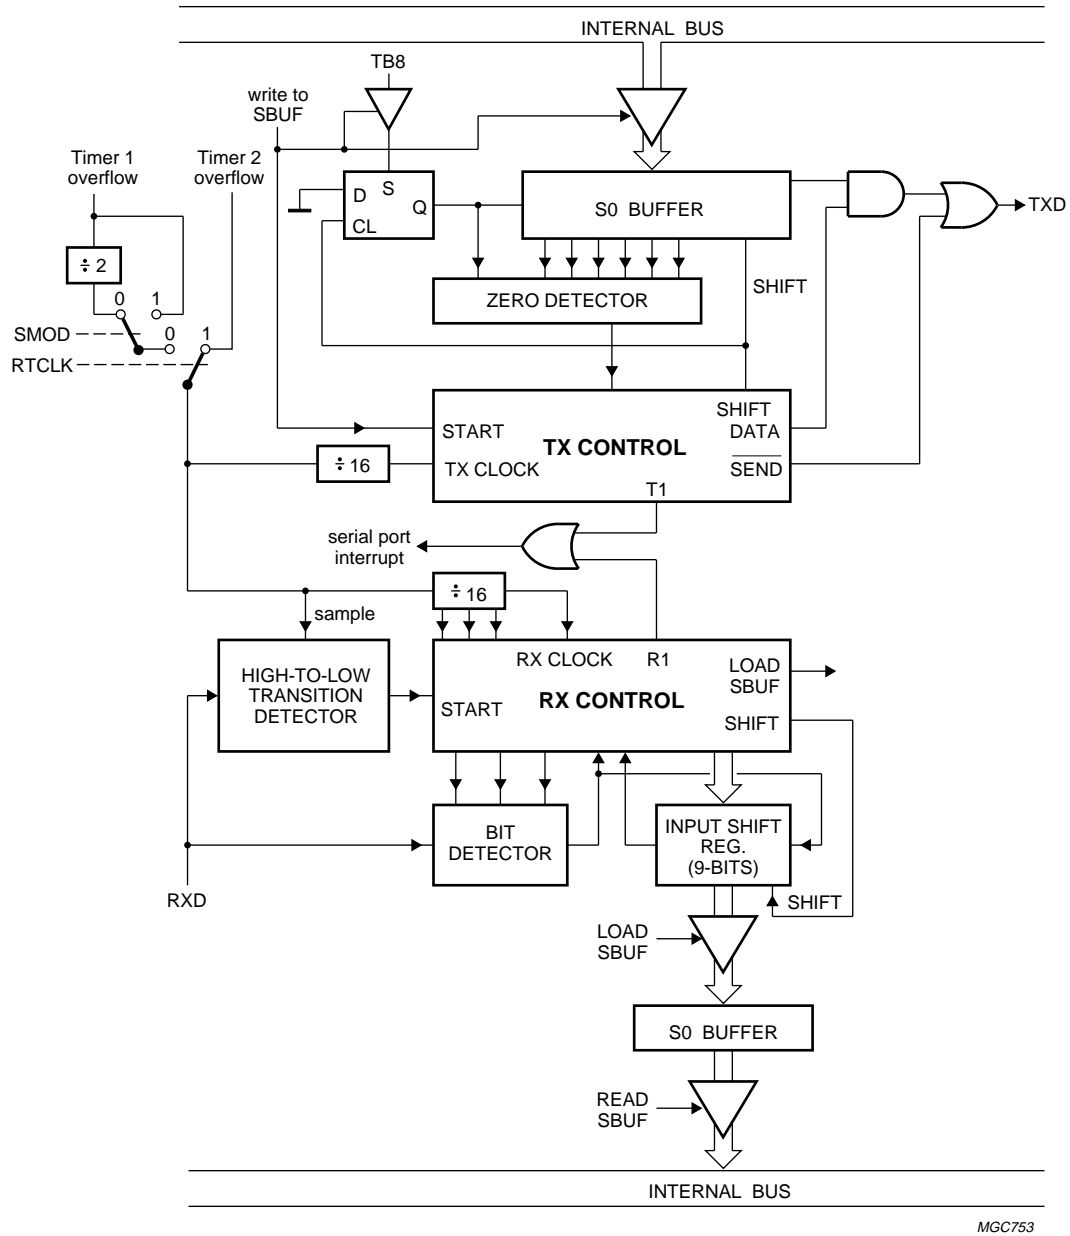 INTERNAL BUS
TB8
write to
SBUF
Timer 1
overflow
Timer 2
overflow
D
S
Q
CL
S0 BUFFER
TXD
÷ 2
ZERO DETECTOR
SHIFT
0
1
SMOD
0
1
RTCLK
SHIFT
START
TX CONTROL
DATA
÷ 16
TX CLOCK
SEND
T1
serial port
interrupt
÷ 16
sample
HIGH-TO-LOW
TRANSITION
DETECTOR
RX CLOCK
R1
LOAD
SBUF
START
RX CONTROL
SHIFT
BIT
DETECTOR
INPUT SHIFT
REG.
(9-BITS)
RXD
SHIFT
LOAD
SBUF
S0 BUFFER
READ
SBUF
INTERNAL BUS
MGC753